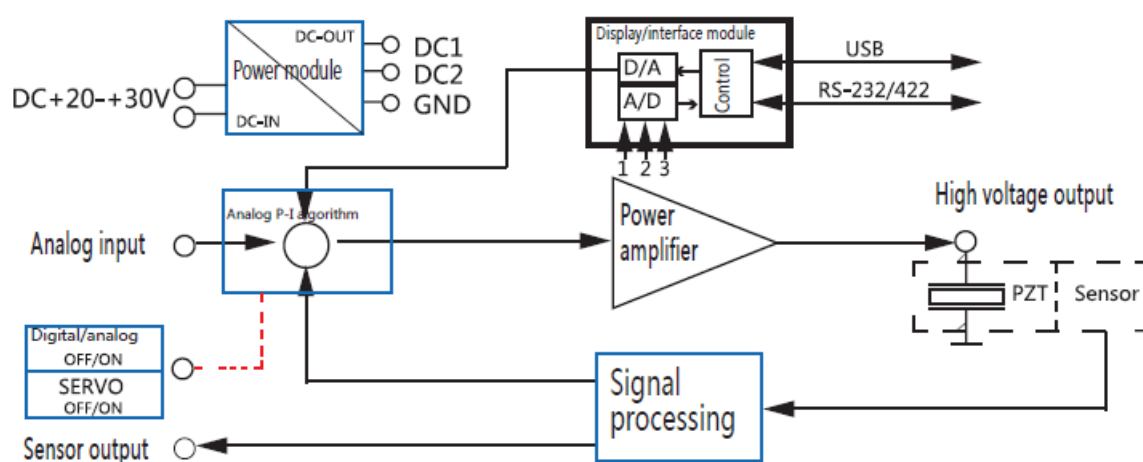 DC-OUT
Power module
DC-IN
DC+20-+30V
DC1
DC2
GND
Display/interface module
D/A
A/D
Control
1 2 3
USB
RS-232/422
Analog P-I algorithm
Analog input
Power
amplifier
High voltage output
PZT
Sensor
Digital/analog
OFF/ON
SERVO
OFF/ON
Signal
processing
Sensor output